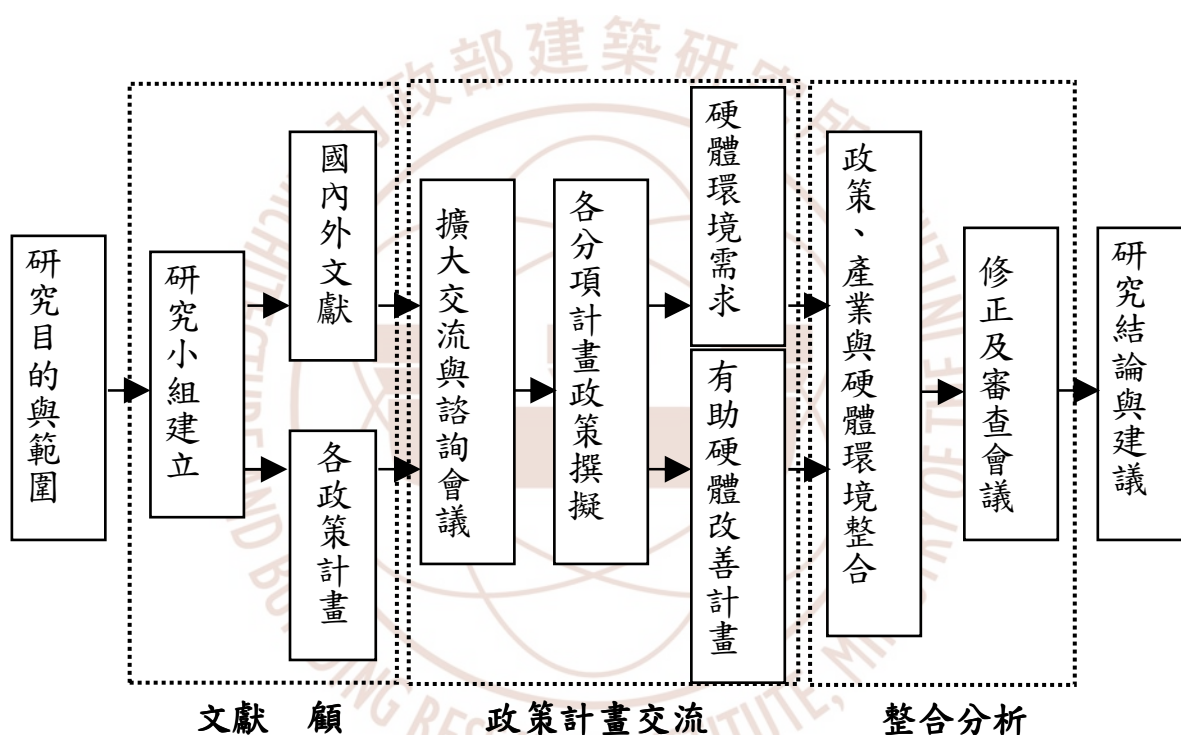 研究目的與範圍
研究小組建立
國內外文獻
各政策計畫
擴大交流與諮詢會議
各分項計畫政策撰擬
硬體環境需求
有助硬體改善計畫
政策、產業與硬體環境整合
修正及審查會議
研究結論與建議
文獻 顧
政策計畫交流
整合分析